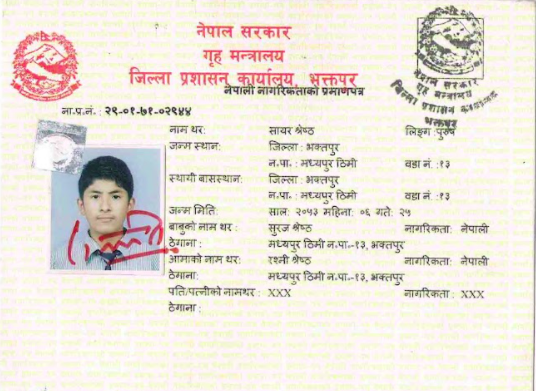 नेपाल सरकार
गृह मन्त्रालय
जिल्ला प्रशासन कार्यालय, भक्तपुर
नेपाली नागरिकताको प्रमाणपत्र
नेपाल सरकार
गृह मन्त्रालय
जिल्ला प्रशासन कार्यालय
भक्तपुर
ना.प्र.नं. : २९-०१-७१-०२९४४
नाम थर: सायर श्रेष्ठ लिङ्ग :पुरुष
जन्म स्थान: जिल्ला : भक्तपुर
न.पा. : मध्यपुर ठिमी वडा नं :१३
स्थायी बासस्थान: जिल्ला : भक्तपुर
न.पा. : मध्यपुर ठिमी वडा नं :१३
जन्म मिति: साल: २०५३ महिना: ०६ गते: २५
बाबुको नाम थर : सुरज श्रेष्ठ नागरिकता: नेपाली
ठेगाना : मध्यपुर ठिमी न.पा.-१३, भक्तपुर
आमाको नाम थर: रश्मी श्रेष्ठ नागरिकता: नेपाली
ठेगाना: मध्यपुर ठिमी न.पा.-१३, भक्तपुर
पति/पत्नीको नामथर : XXX नागरिकता : XXX
ठेगाना :